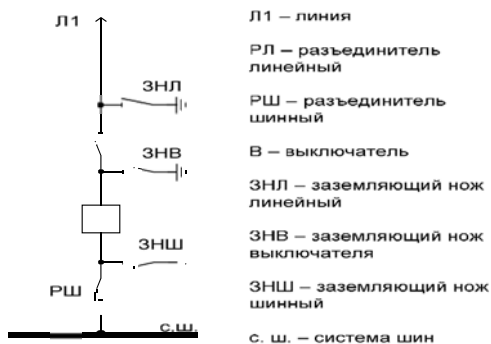 Л1
ЗНЛ
ЗНВ
ЗНШ
РШ
с.ш.
Л1 – линия
РЛ – разъединитель
линейный
РШ – разъединитель
шинный
В – выключатель
ЗНЛ – заземляющий нож
линейный
ЗНВ – заземляющий нож
выключателя
ЗНШ – заземляющий нож
шинный
с. ш. – система шин